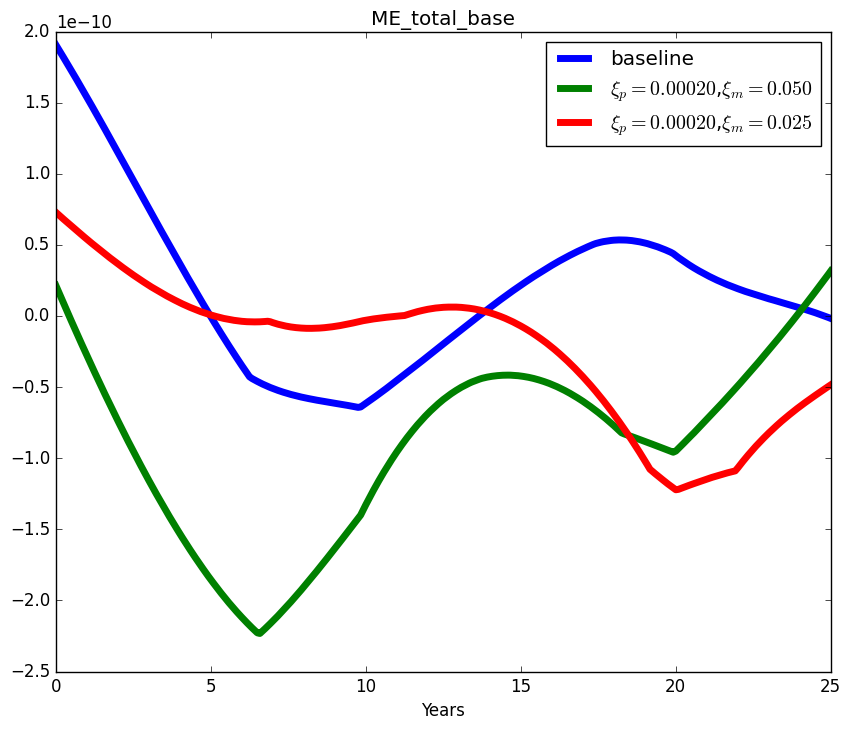 ME_total_base
1e−10
2.0
1.5
1.0
0.5
0.0
−0.5
−1.0
−1.5
−2.0
−2.5
baseline
ξₚ = 0.00020,ξₘ = 0.050
ξₚ = 0.00020,ξₘ = 0.025
0 5 10 15 20 25
Years